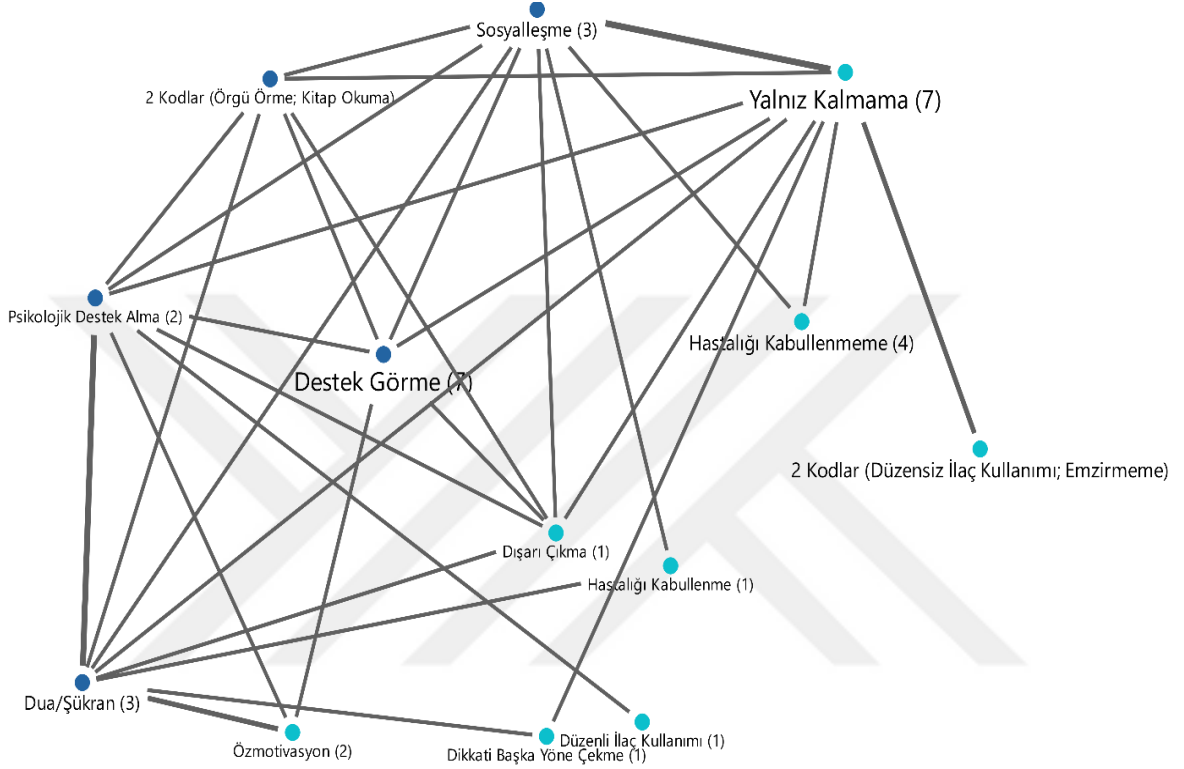 Sosyalleşme (3)
2 Kodlar (Örgü Örme; Kitap Okuma)
Yalnız Kalmama (7)
Psikolojik Destek Alma (2)
Hastalığı Kabullenmeme (4)
Destek Görme (7)
2 Kodlar (Düzensiz İlaç Kullanımı; Emzirmeme)
Dışarı Çıkma (1)
Hastalığı Kabullenme (1)
Dua/Şükran (3)
Özmotivasyon (2)
Düzenli İlaç Kullanımı (1)
Dikkati Başka Yöne Çekme (1)